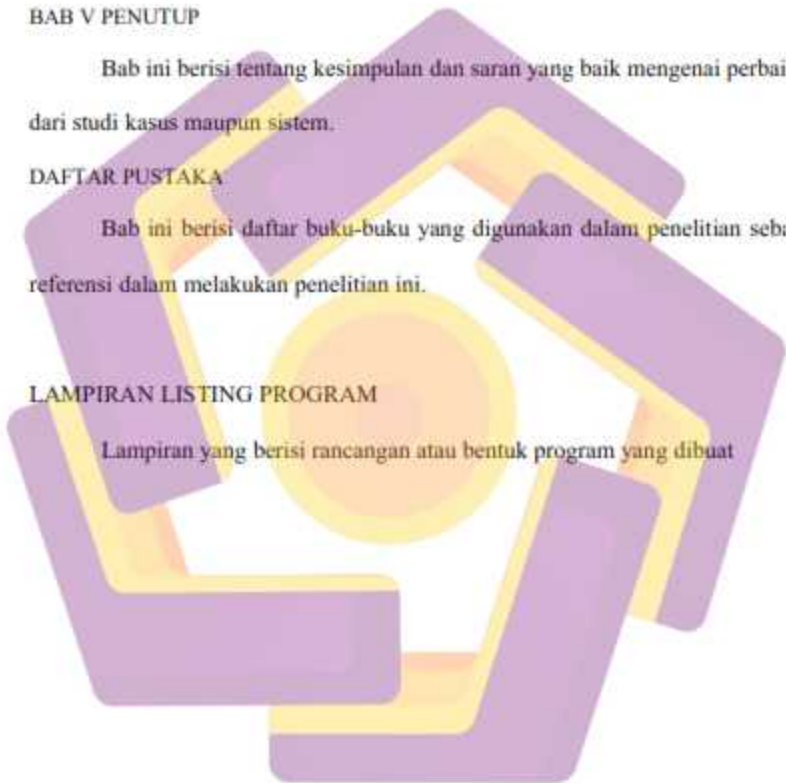 BAB V PENUTUP
Bab ini berisi tentang kesimpulan dan saran yang baik mengenai perbai
dari studi kasus maupun sistem.
DAFTAR PUSTAKA
Bab ini berisi daftar buku-buku yang digunakan dalam penelitian seba
referensi dalam melakukan penelitian ini.
LAMPIRAN LISTING PROGRAM
Lampiran yang berisi rancangan atau bentuk program yang dibuat